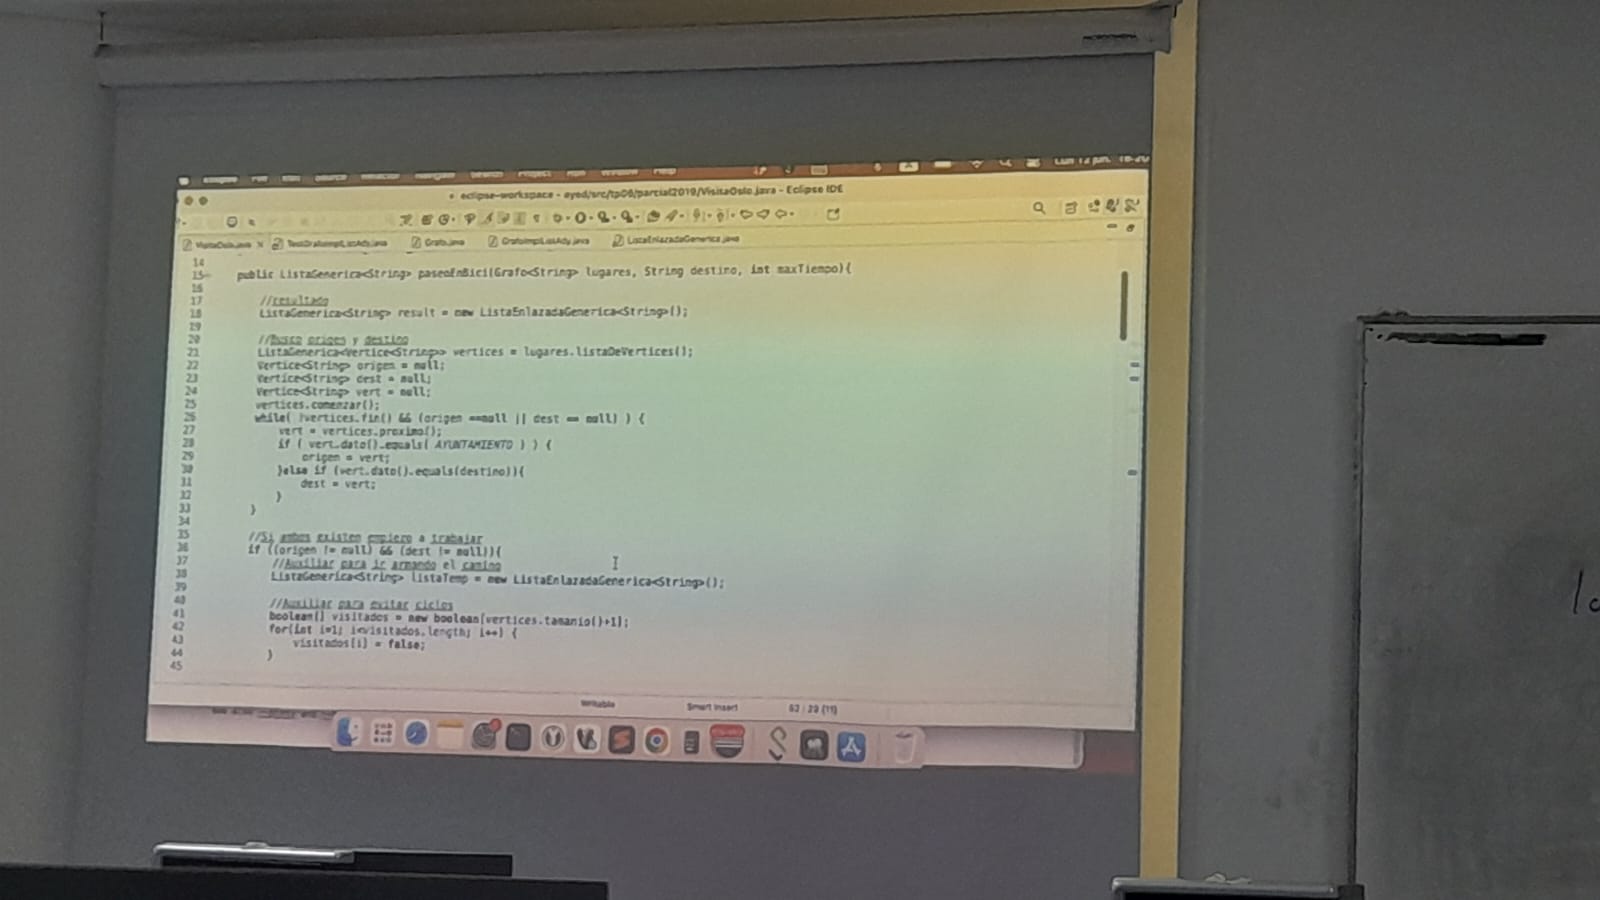 eclipse-workspace - ayed/src/tp06/parcial2019/VisitaOslo.java - Eclipse IDE
VisitaOslo.java TestGrafoImplListAdy.java Grafo.java GrafoImplListAdy.java ListaEnlazadaGenerica.java
14
15 public ListaGenerica<String> paseoEnBici(Grafo<String> lugares, String destino, int maxTiempo){
16
17 //resultado
18 ListaGenerica<String> result = new ListaEnlazadaGenerica<String>();
19
20 //Busco origen y destino
21 ListaGenerica<Vertice<String>> vertices = lugares.listaDeVertices();
22 Vertice<String> origen = null;
23 Vertice<String> dest = null;
24 Vertice<String> vert = null;
25 vertices.comenzar();
26 while( !vertices.fin() && (origen ==null || dest == null) ) {
27 vert = vertices.proximo();
28 if ( vert.dato().equals( AYUNTAMIENTO ) ) {
29 origen = vert;
30 }else if (vert.dato().equals(destino)){
31 dest = vert;
32 }
33 }
34
35 //Si ambos existen empiezo a trabajar
36 if ((origen != null) && (dest != null)){
37 //Auxiliar para ir armando el camino
38 ListaGenerica<String> listaTemp = new ListaEnlazadaGenerica<String>();
39
40 //Auxiliar para evitar ciclos
41 boolean[] visitados = new boolean[vertices.tamanio()+1];
42 for(int i=1; i<visitados.length; i++) {
43 visitados[i] = false;
44 }
45
Writable Smart Insert